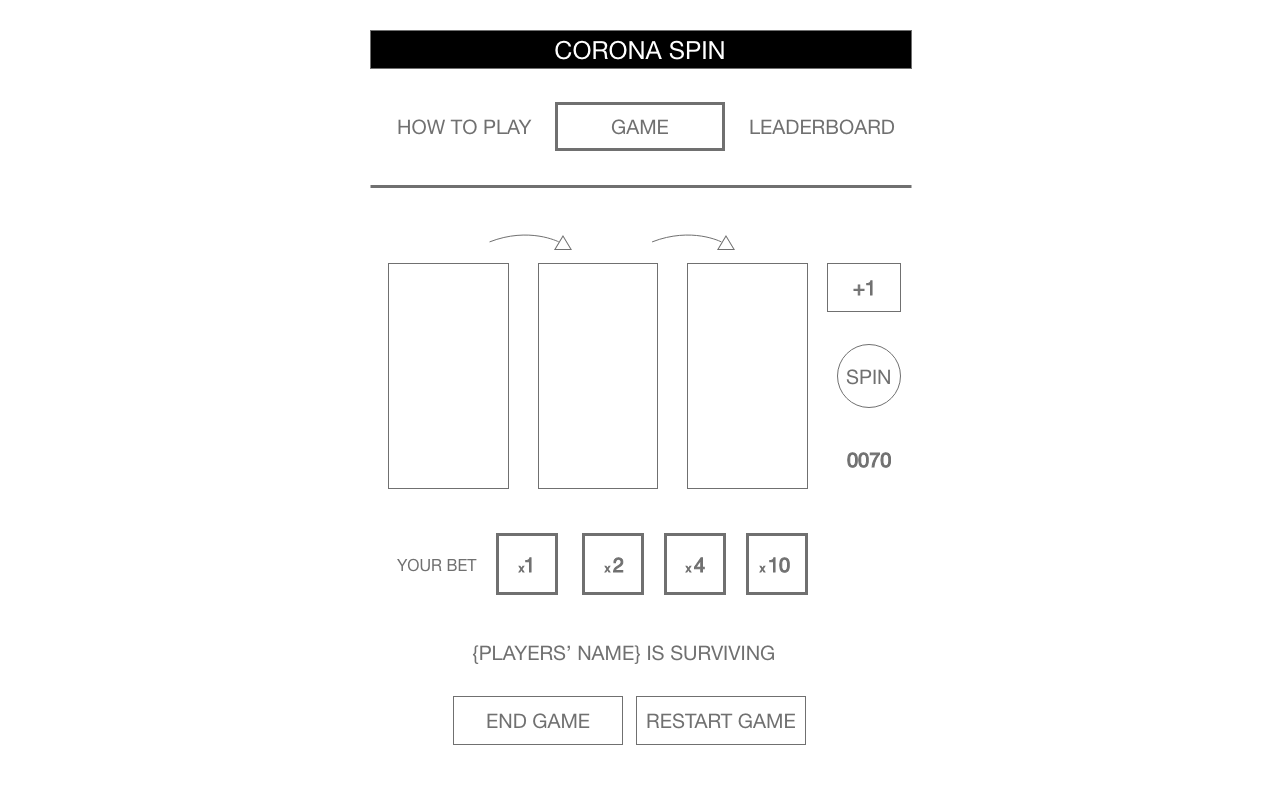 CORONA SPIN
HOW TO PLAY GAME LEADERBOARD
+1
SPIN
0070
YOUR BET x1 x2 x4 x10
{PLAYERS’ NAME} IS SURVIVING
END GAME RESTART GAME